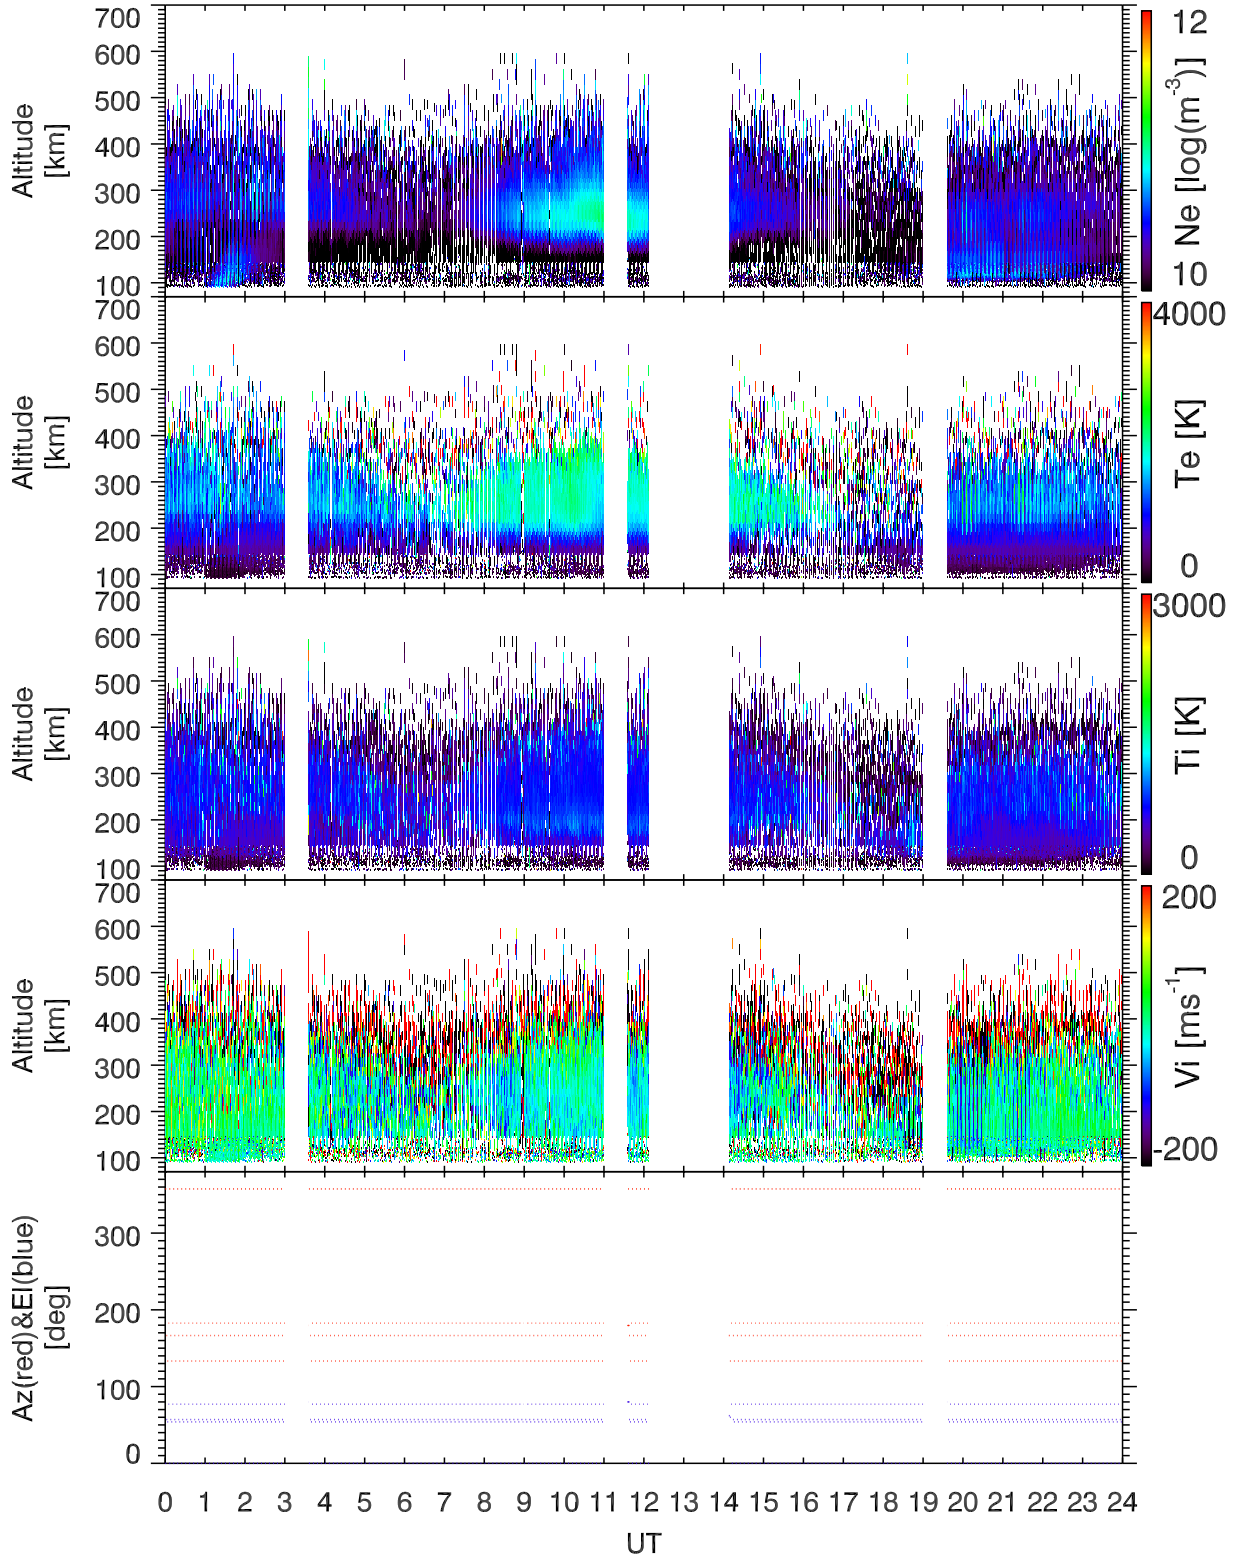 700
600
500
400
300
200
100
Altitude
[km]
12
10
Ne [log(m⁻³)]
700
600
500
400
300
200
100
Altitude
[km]
4000
0
Te [K]
700
600
500
400
300
200
100
Altitude
[km]
3000
0
Ti [K]
700
600
500
400
300
200
100
Altitude
[km]
200
-200
Vi [ms⁻¹]
300
200
100
0
Az(red)&El(blue)
[deg]
0 1 2 3 4 5 6 7 8 9 10 11 12 13 14 15 16 17 18 19 20 21 22 23 24
UT